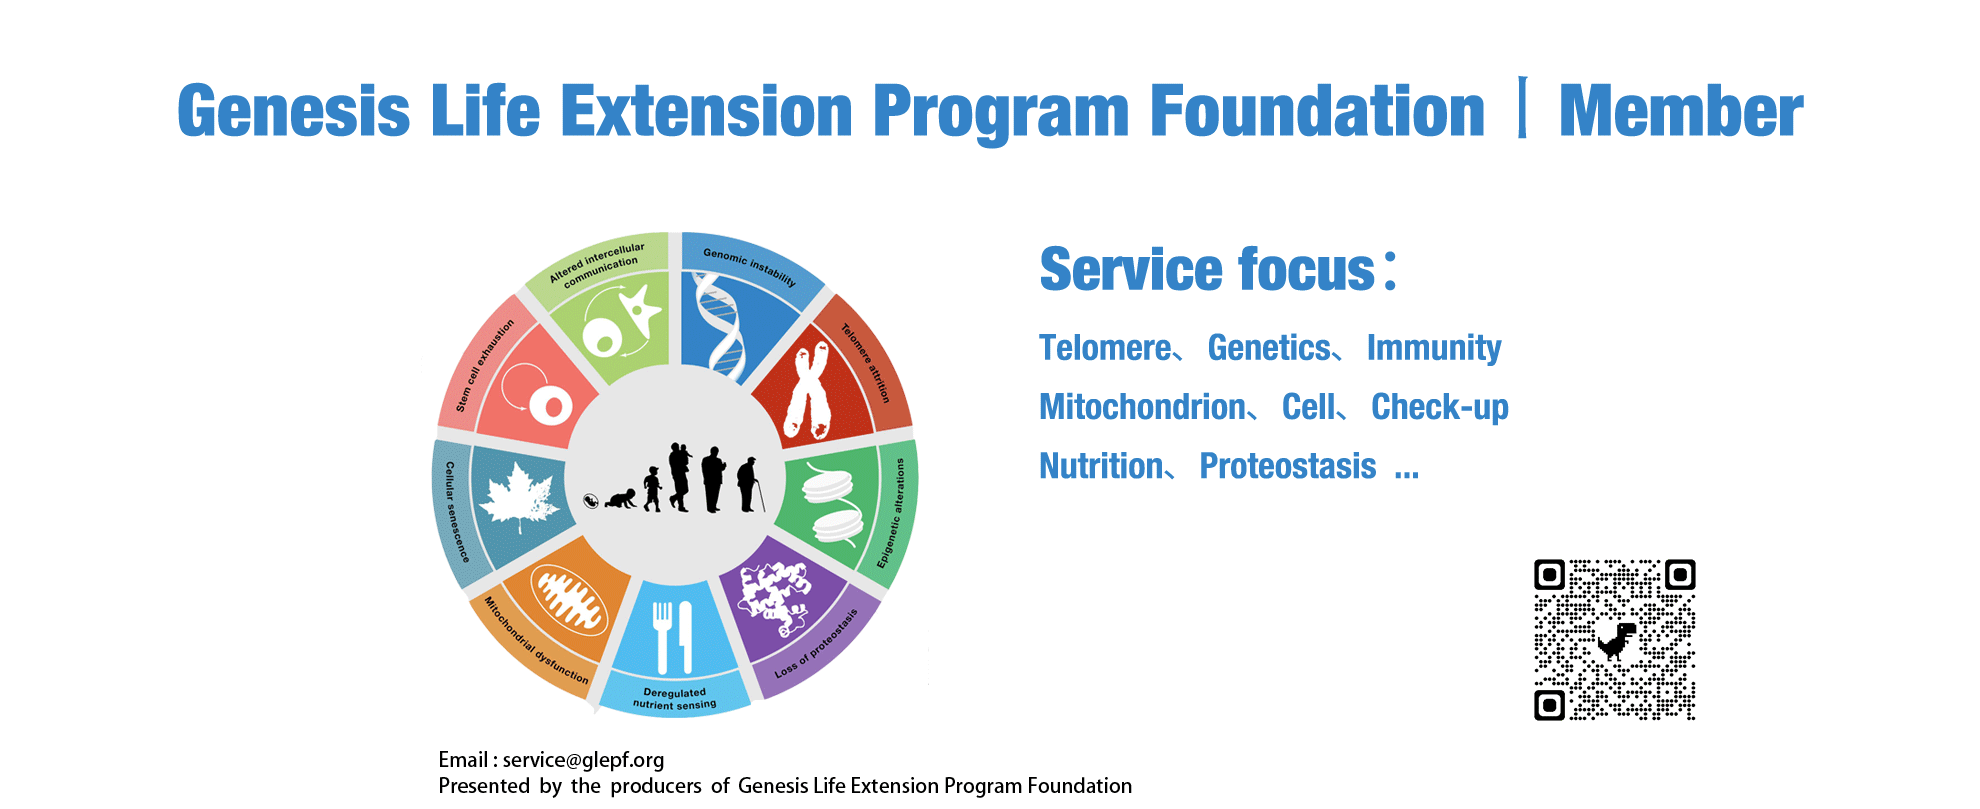 Genesis Life Extension Program Foundation | Member
Altered intercellular
communication
Genomic instability
Telomere attrition
Epigenetic alterations
Loss of proteostasis
Deregulated
nutrient sensing
Mitochondrial dysfunction
Cellular senescence
Stem cell exhaustion
Service focus：
Telomere、 Genetics、 Immunity
Mitochondrion、 Cell、 Check-up
Nutrition、 Proteostasis ...
Email : service@glepf.org
Presented by the producers of Genesis Life Extension Program Foundation